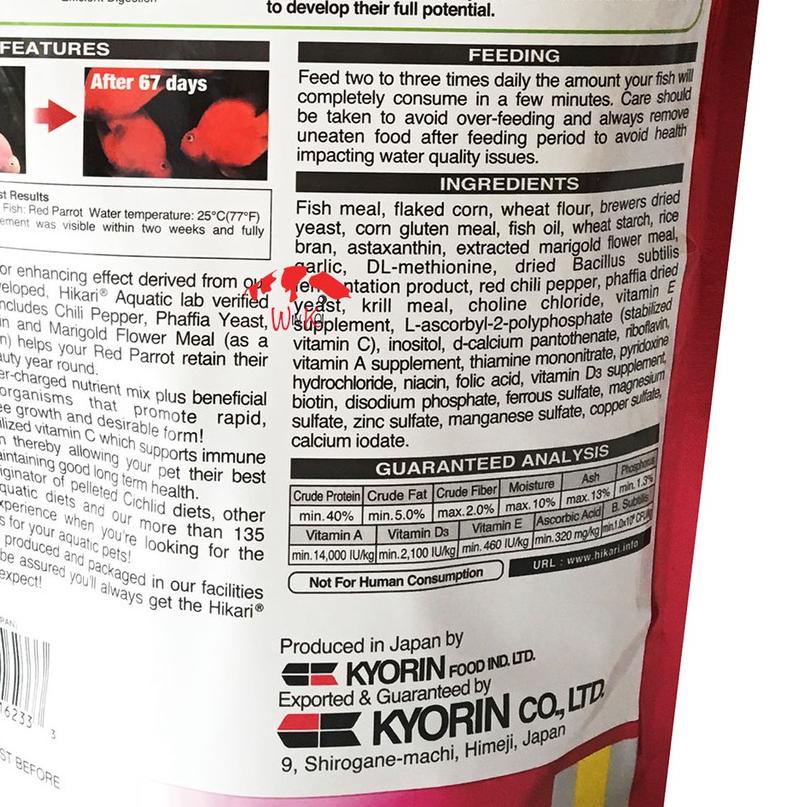 Efficient Digestion
to develop their full potential.
FEATURES
After 67 days
st Results
Fish: Red Parrot Water temperature: 25°C(77°F)
ement was visible within two weeks and fully
or enhancing effect derived from our
veloped, Hikari® Aquatic lab verified
ncludes Chili Pepper, Phaffia Yeast,
in and Marigold Flower Meal (as a
n) helps your Red Parrot retain their
auty year round.
er-charged nutrient mix plus beneficial
organisms that promote rapid,
e growth and desirable form!
ilized vitamin C which supports immune
n thereby allowing your pet their best
intaining good long term health.
iginator of pelleted Cichlid diets, other
quatic diets and our more than 135
xperience when you're looking for the
s for your aquatic pets!
produced and packaged in our facilities
be assured you'll always get the Hikari®
expect!
PAN)
16233 3
ST BEFORE
FEEDING
Feed two to three times daily the amount your fish will
completely consume in a few minutes. Care should
be taken to avoid over-feeding and always remove
uneaten food after feeding period to avoid health
impacting water quality issues.
INGREDIENTS
Fish meal, flaked corn, wheat flour, brewers dried
yeast, corn gluten meal, fish oil, wheat starch, rice
bran, astaxanthin, extracted marigold flower meal,
garlic, DL-methionine, dried Bacillus subtilis
fermentation product, red chili pepper, phaffia dried
yeast, krill meal, choline chloride, vitamin E
supplement, L-ascorbyl-2-polyphosphate (stabilized
vitamin C), inositol, d-calcium pantothenate, riboflavin,
vitamin A supplement, thiamine mononitrate, pyridoxine
hydrochloride, niacin, folic acid, vitamin D3 supplement,
biotin, disodium phosphate, ferrous sulfate, magnesium
sulfate, zinc sulfate, manganese sulfate, copper sulfate,
calcium iodate.
GUARANTEED ANALYSIS
Crude Protein Crude Fat Crude Fiber Moisture Ash Phosphorus
min. 40% min. 5.0% max. 2.0% max. 10% max. 13% min. 1.3%
Vitamin A Vitamin D3 Vitamin E Ascorbic Acid B. Subtilis
min. 14,000 IU/kg min. 2,100 IU/kg min. 460 IU/kg min. 320 mg/kg
Not For Human Consumption
URL : www.hikari.info
Produced in Japan by
KYORIN FOOD IND. LTD.
Exported & Guaranteed by
KYORIN CO., LTD.
9, Shirogane-machi, Himeji, Japan